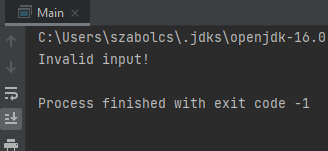 Main
C:\Users\szabolcs\.jdks\openjdk-16.0
Invalid input!
Process finished with exit code -1